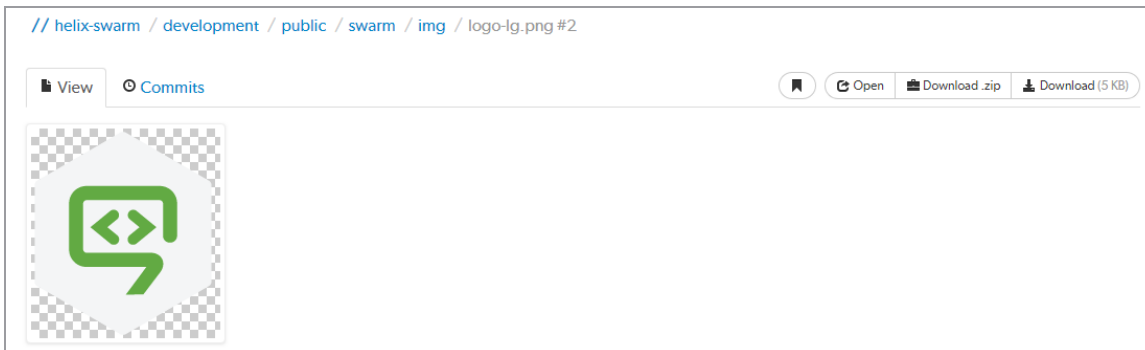 // helix-swarm / development / public / swarm / img / logo-lg.png #2
View Commits Open Download .zip Download (5 KB)